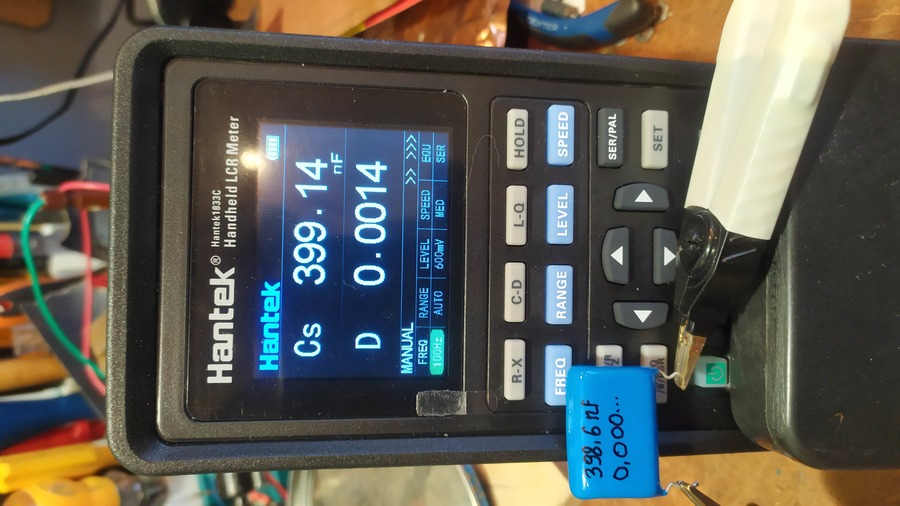 Hantek® Hantek1833C
Handheld LCR Meter
Hantek
Cs 399.14 nF
D 0.0014
MANUAL >> >>>
FREQ RANGE LEVEL SPEED EQU
100Hz AUTO 600mV MED SER
R-X C-D L-Q HOLD
FREQ RANGE LEVEL SPEED
SER/PAL
SET
398,6 nF
0,000...